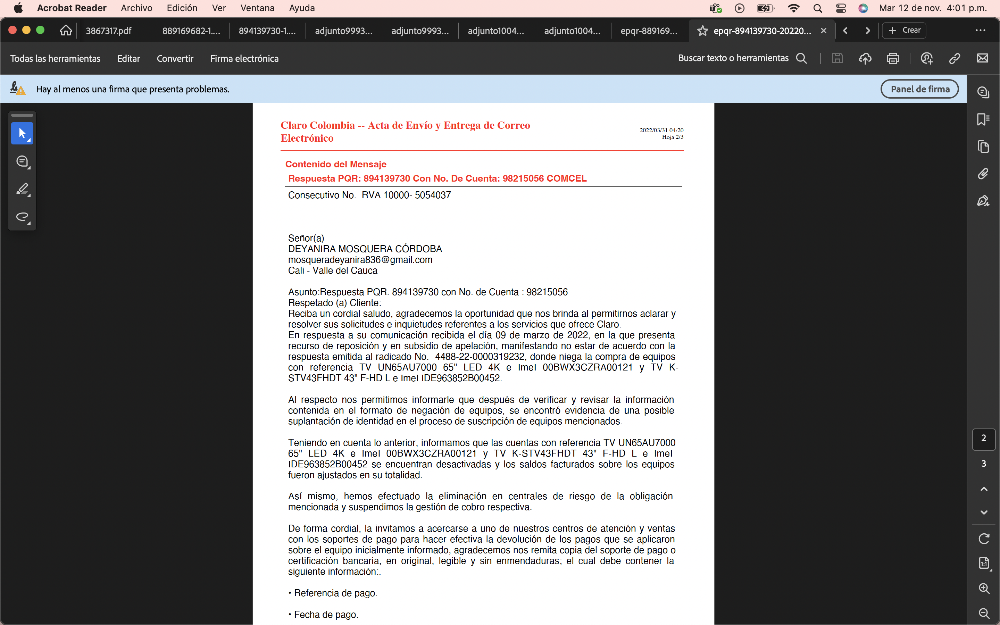 Acrobat Reader Archivo Edición Ver Ventana Ayuda Mar 12 de nov. 4:01 p.m.
3867317.pdf 889169682-1.... 894139730-1.... adjunto9993... adjunto9993... adjunto1004... adjunto1004... epqr-889169... epqr-894139730-20220... Crear
Todas las herramientas Editar Convertir Firma electrónica Buscar texto o herramientas
Hay al menos una firma que presenta problemas. Panel de firma
Claro Colombia -- Acta de Envío y Entrega de Correo
Electrónico
2022/03/31 04:20
Hoja 2/3
Contenido del Mensaje
Respuesta PQR: 894139730 Con No. De Cuenta: 98215056 COMCEL
Consecutivo No. RVA 10000- 5054037
Señor(a)
DEYANIRA MOSQUERA CÓRDOBA
mosqueradeyanira836@gmail.com
Cali - Valle del Cauca
Asunto:Respuesta PQR. 894139730 con No. de Cuenta : 98215056
Respetado (a) Cliente:
Reciba un cordial saludo, agradecemos la oportunidad que nos brinda al permitirnos aclarar y
resolver sus solicitudes e inquietudes referentes a los servicios que ofrece Claro.
En respuesta a su comunicación recibida el día 09 de marzo de 2022, en la que presenta
recurso de reposición y en subsidio de apelación, manifestando no estar de acuerdo con la
respuesta emitida al radicado No. 4488-22-0000319232, donde niega la compra de equipos
con referencia TV UN65AU7000 65" LED 4K e ImeI 00BWX3CZRA00121 y TV K-
STV43FHDT 43" F-HD L e ImeI IDE963852B00452.
Al respecto nos permitimos informarle que después de verificar y revisar la información
contenida en el formato de negación de equipos, se encontró evidencia de una posible
suplantación de identidad en el proceso de suscripción de equipos mencionados.
Teniendo en cuenta lo anterior, informamos que las cuentas con referencia TV UN65AU7000
65" LED 4K e ImeI 00BWX3CZRA00121 y TV K-STV43FHDT 43" F-HD L e ImeI
IDE963852B00452 se encuentran desactivadas y los saldos facturados sobre los equipos
fueron ajustados en su totalidad.
Así mismo, hemos efectuado la eliminación en centrales de riesgo de la obligación
mencionada y suspendimos la gestión de cobro respectiva.
De forma cordial, la invitamos a acercarse a uno de nuestros centros de atención y ventas
con los soportes de pago para hacer efectiva la devolución de los pagos que se aplicaron
sobre el equipo inicialmente informado, agradecemos nos remita copia del soporte de pago o
certificación bancaria, en original, legible y sin enmendaduras; el cual debe contener la
siguiente información:.
• Referencia de pago.
• Fecha de pago.
2
3
1:1